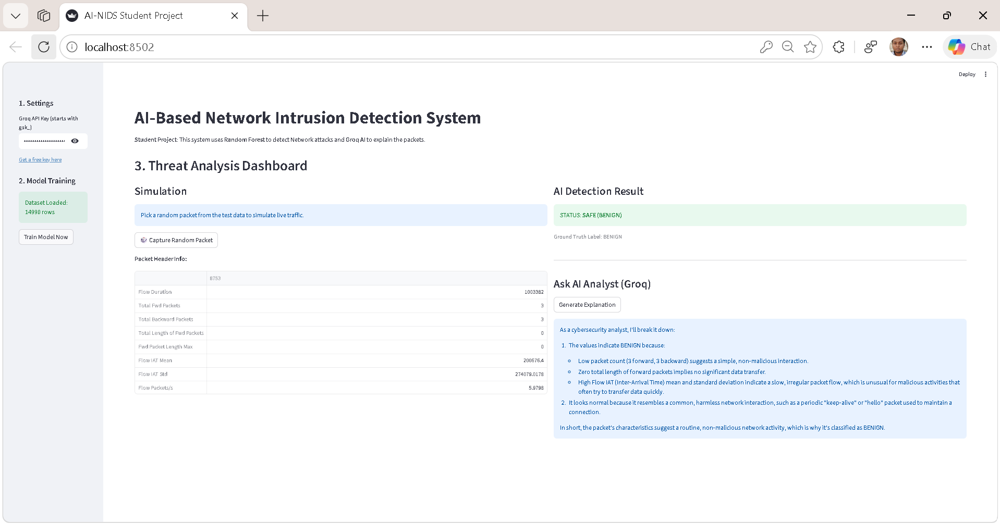 AI-NIDS Student Project
localhost:8502
Chat
Deploy
1. Settings
Groq API Key (starts with
gsk_)
Get a free key here
2. Model Training
Dataset Loaded:
14990 rows
Train Model Now
AI-Based Network Intrusion Detection System
Student Project: This system uses Random Forest to detect Network attacks and Groq AI to explain the packets.
3. Threat Analysis Dashboard
Simulation
Pick a random packet from the test data to simulate live traffic.
Capture Random Packet
Packet Header Info:
8753
Flow Duration 1003382
Total Fwd Packets 3
Total Backward Packets 3
Total Length of Fwd Packets 0
Fwd Packet Length Max 0
Flow IAT Mean 200676.4
Flow IAT Std 274079.0178
Flow Packets/s 5.9798
AI Detection Result
STATUS: SAFE (BENIGN)
Ground Truth Label: BENIGN
Ask AI Analyst (Groq)
Generate Explanation
As a cybersecurity analyst, I'll break it down:
1. The values indicate BENIGN because:
Low packet count (3 forward, 3 backward) suggests a simple, non-malicious interaction.
Zero total length of forward packets implies no significant data transfer.
High Flow IAT (Inter-Arrival Time) mean and standard deviation indicate a slow, irregular packet flow, which is unusual for malicious activities that
often try to transfer data quickly.
2. It looks normal because it resembles a common, harmless network interaction, such as a periodic "keep-alive" or "hello" packet used to maintain a
connection.
In short, the packet's characteristics suggest a routine, non-malicious network activity, which is why it's classified as BENIGN.